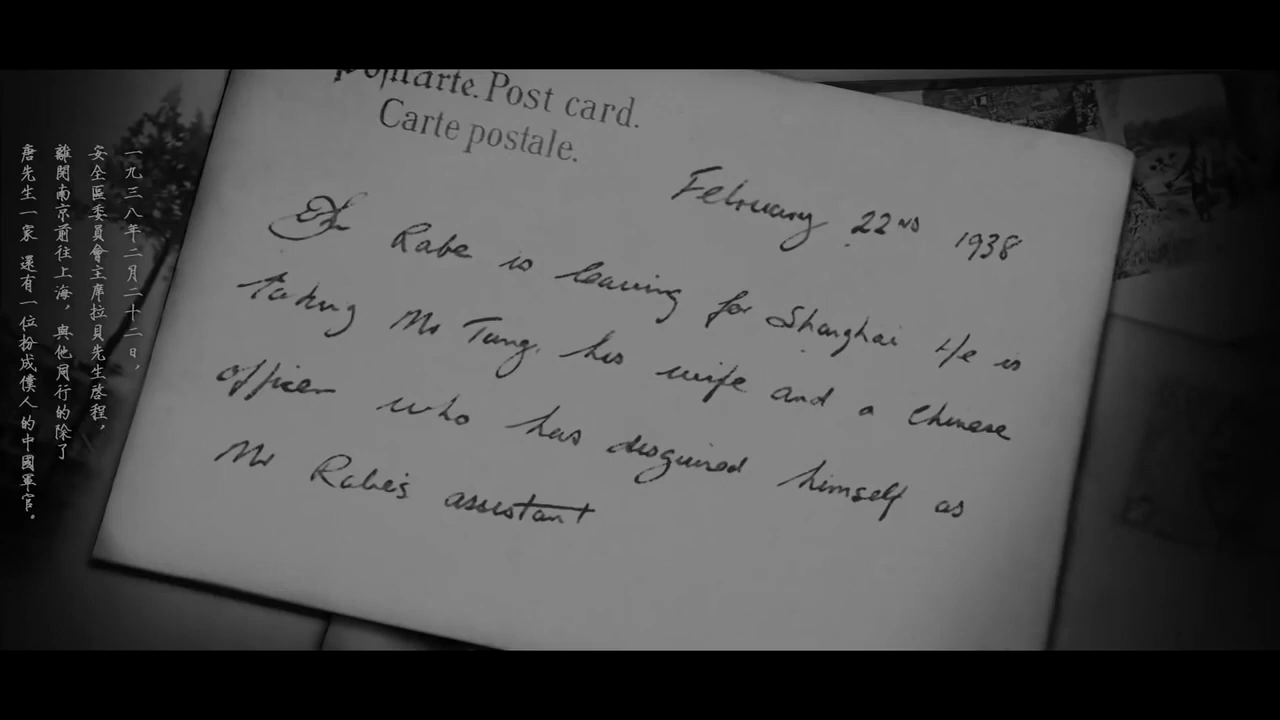 Post card.
Carte postale.
February 22ND 1938
Rabe is leaving for Shanghai He is
taking Mr Tang, his wife and a Chinese
officer who has disguised himself as
Mr Rabe's assistant
一九三八年二月二十二日，
安全區委員會主席拉貝先生啓程，
離開南京前往上海，與他同行的除了
唐先生一家 還有一位扮成僕人的中國軍官。